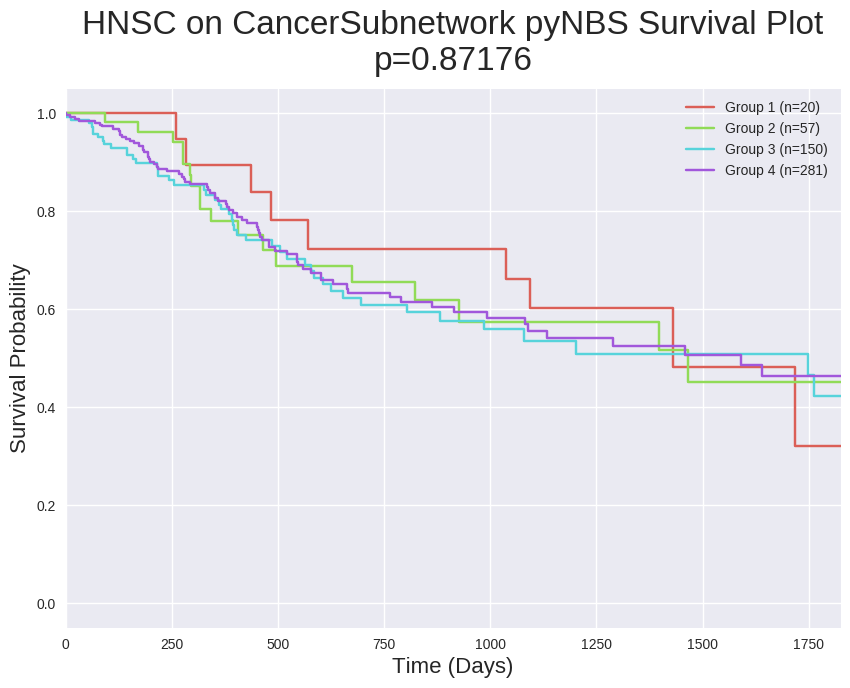 HNSC on CancerSubnetwork pyNBS Survival Plot
p=0.87176
Group 1 (n=20)
Group 2 (n=57)
Group 3 (n=150)
Group 4 (n=281)
Survival Probability
1.0
0.8
0.6
0.4
0.2
0.0
0 250 500 750 1000 1250 1500 1750
Time (Days)